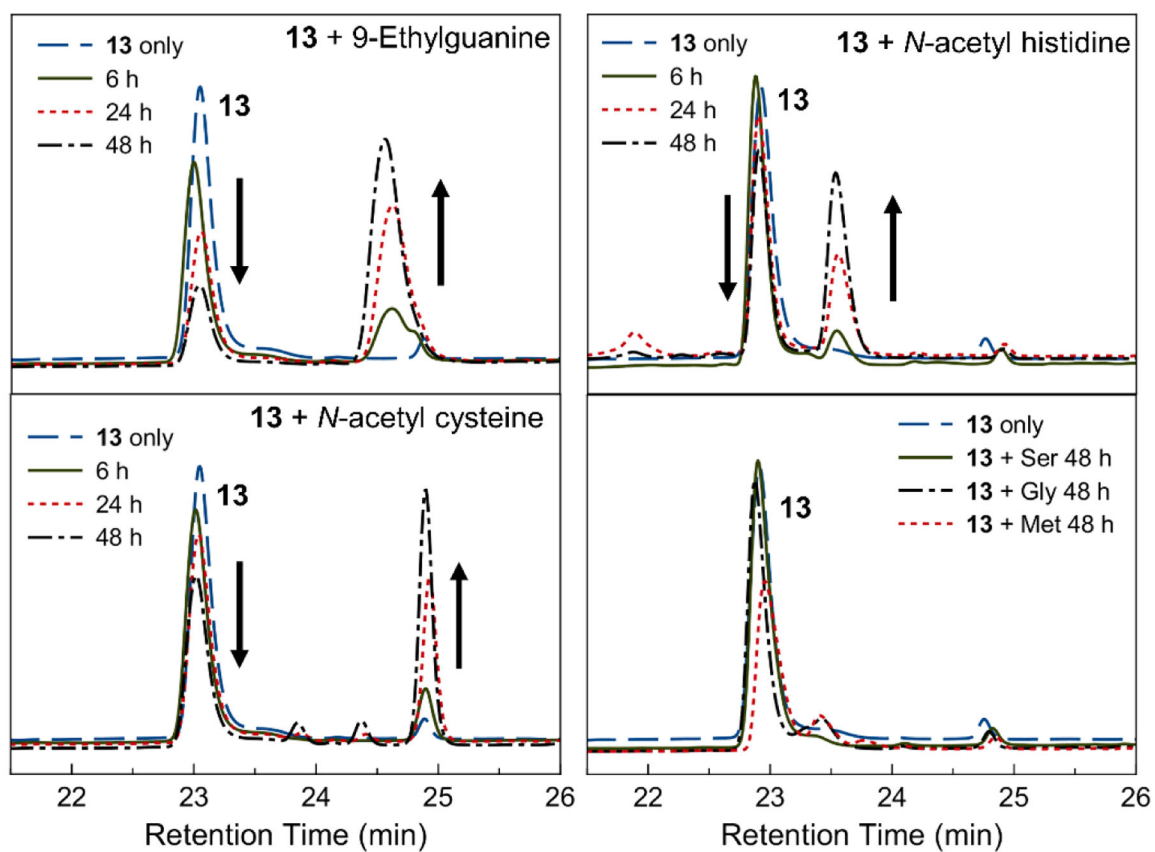 13 + 9-Ethylguanine
13 only
6 h
24 h
48 h
13
13 + N-acetyl histidine
13 only
6 h
24 h
48 h
13
13 + N-acetyl cysteine
13 only
6 h
24 h
48 h
13
13 only
13 + Ser 48 h
13 + Gly 48 h
13 + Met 48 h
13
22 23 24 25 26
Retention Time (min)
22 23 24 25 26
Retention Time (min)